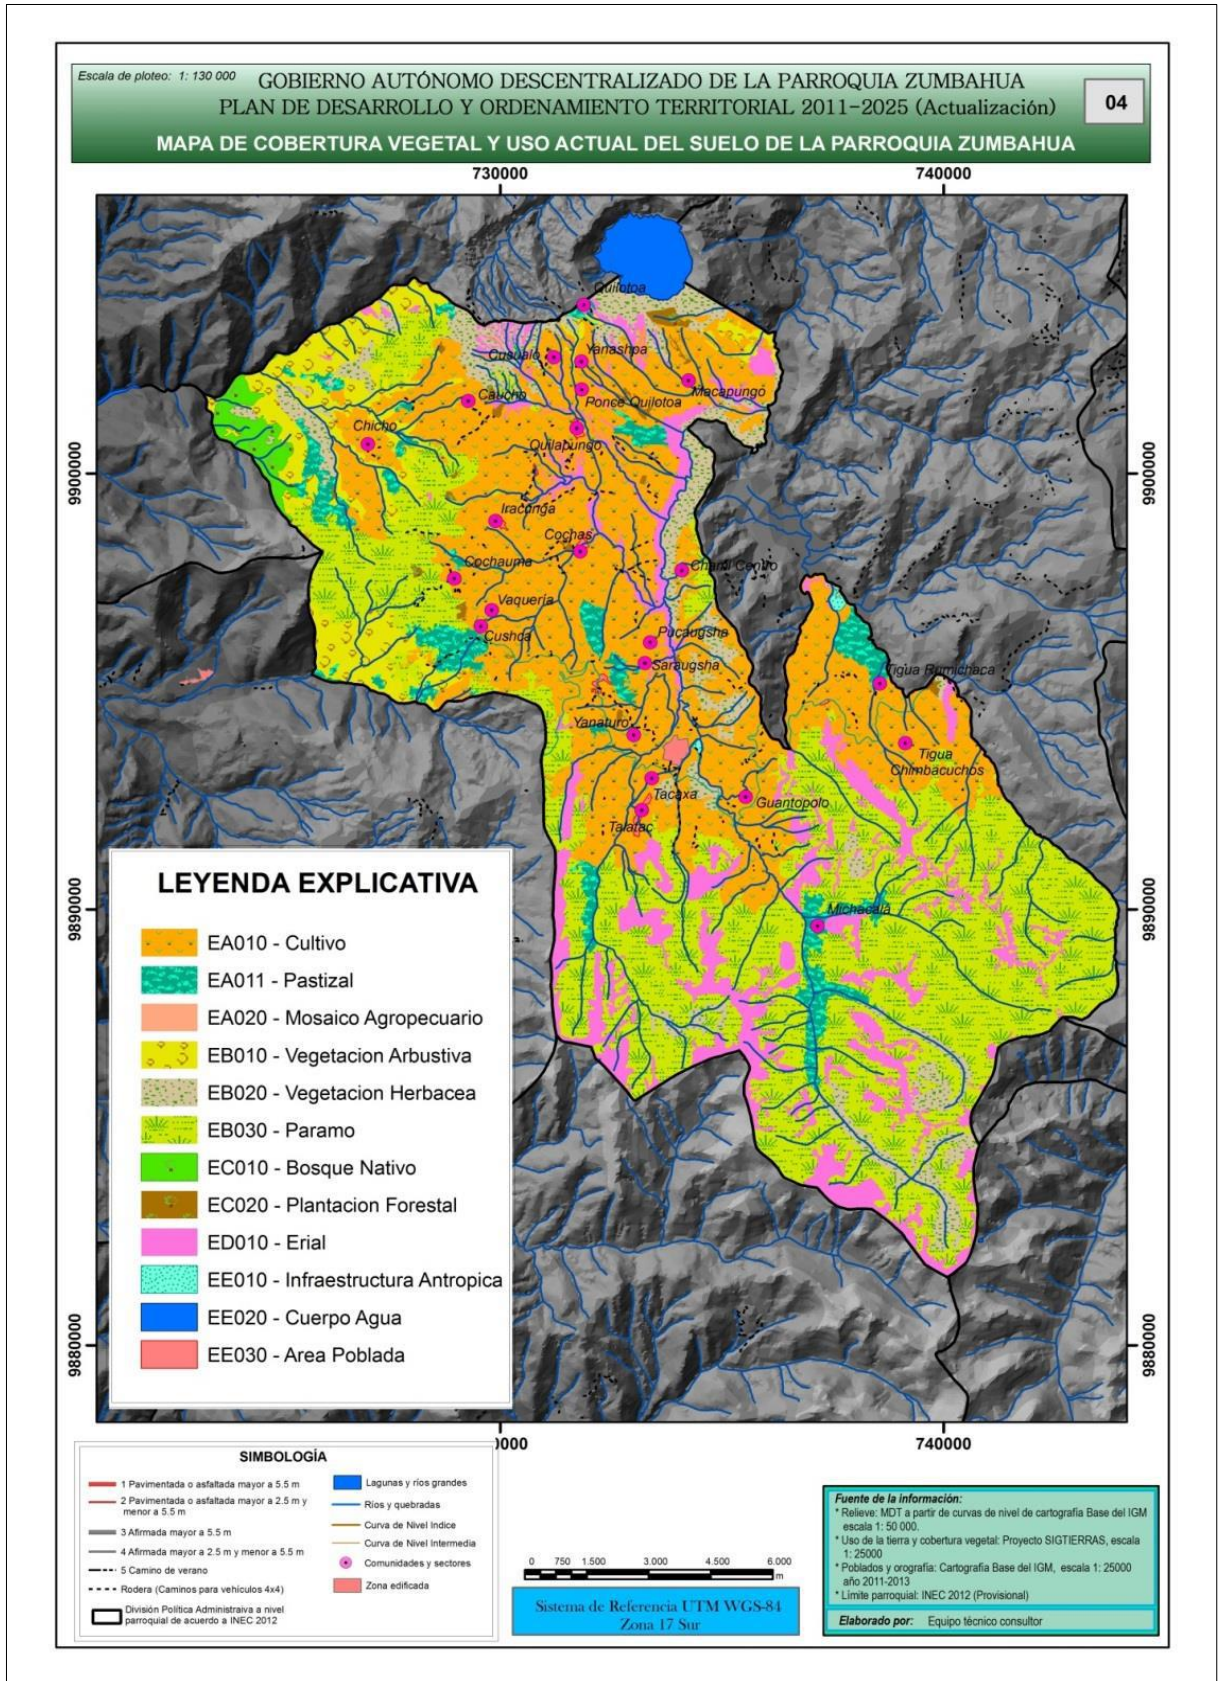 Escala de ploteo: 1: 130 000
GOBIERNO AUTÓNOMO DESCENTRALIZADO DE LA PARROQUIA ZUMBAHUA
PLAN DE DESARROLLO Y ORDENAMIENTO TERRITORIAL 2011-2025 (Actualización)
04
MAPA DE COBERTURA VEGETAL Y USO ACTUAL DEL SUELO DE LA PARROQUIA ZUMBAHUA
730000
740000
Quilotoa
Cusualo
Yanashpa
Macapungo
Caucho
Ponce Quilotoa
Chicho
Quilapungo
9900000
9900000
Iracunga
Cochas
Cochauma
Chami Centro
Vaquería
Cushca
Pucaugsha
Saraugsha
Tigua Rumichaca
Yanaturo
Tigua
Chimbacuchos
Tacaxa
Guantopolo
Talatac
Michacala
9890000
9890000
LEYENDA EXPLICATIVA
EA010 - Cultivo
EA011 - Pastizal
EA020 - Mosaico Agropecuario
EB010 - Vegetacion Arbustiva
EB020 - Vegetacion Herbacea
EB030 - Paramo
EC010 - Bosque Nativo
EC020 - Plantacion Forestal
ED010 - Erial
EE010 - Infraestructura Antropica
EE020 - Cuerpo Agua
EE030 - Area Poblada
9880000
9880000
0000
740000
SIMBOLOGÍA
1 Pavimentada o asfaltada mayor a 5.5 m
2 Pavimentada o asfaltada mayor a 2.5 m y
menor a 5.5 m
3 Afirmada mayor a 5.5 m
4 Afirmada mayor a 2.5 m y menor a 5.5 m
5 Camino de verano
Rodera (Caminos para vehículos 4x4)
División Política Administraiva a nivel
parroquial de acuerdo a INEC 2012
Lagunas y ríos grandes
Ríos y quebradas
Curva de Nivel Indice
Curva de Nivel Intermedia
Comunidades y sectores
Zona edificada
0 750 1.500 3.000 4.500 6.000
m
Sistema de Referencia UTM WGS-84
Zona 17 Sur
Fuente de la información:
* Relieve: MDT a partir de curvas de nivel de cartografía Base del IGM
escala 1: 50 000.
* Uso de la tierra y cobertura vegetal: Proyecto SIGTIERRAS, escala
1: 25000
* Poblados y orografía: Cartografía Base del IGM, escala 1: 25000
año 2011-2013
* Limite parroquial: INEC 2012 (Provisional)
Elaborado por: Equipo técnico consultor